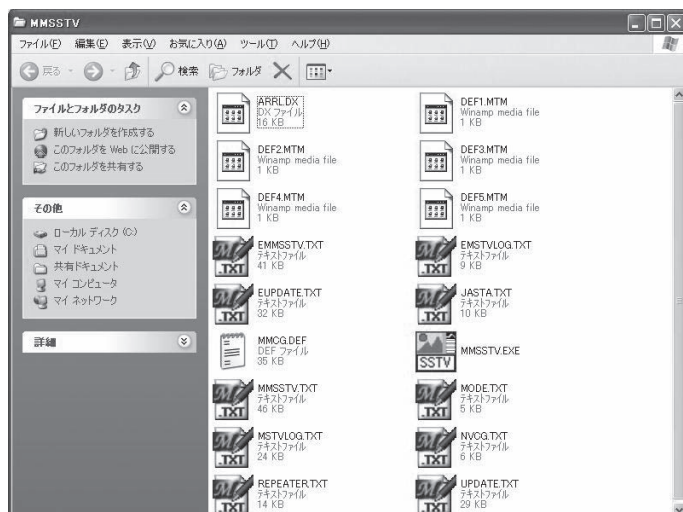 MMSSTV
ファイル(F) 編集(E) 表示(V) お気に入り(A) ツール(T) ヘルプ(H)
戻る 検索 フォルダ
ファイルとフォルダのタスク
新しいフォルダを作成する
このフォルダを Web に公開する
このフォルダを共有する
その他
ローカル ディスク (C:)
マイ ドキュメント
共有ドキュメント
マイ コンピュータ
マイ ネットワーク
詳細
ARRL.DX
DX ファイル
16 KB
DEF1.MTM
Winamp media file
1 KB
DEF2.MTM
Winamp media file
1 KB
DEF3.MTM
Winamp media file
1 KB
DEF4.MTM
Winamp media file
1 KB
DEF5.MTM
Winamp media file
1 KB
.TXT
EMMSSTV.TXT
テキストファイル
41 KB
.TXT
EMSTVLOG.TXT
テキストファイル
9 KB
.TXT
EUPDATE.TXT
テキストファイル
32 KB
.TXT
JASTA.TXT
テキストファイル
10 KB
MMCG.DEF
DEF ファイル
35 KB
SSTV
MMSSTV.EXE
.TXT
MMSSTV.TXT
テキストファイル
46 KB
.TXT
MODE.TXT
テキストファイル
5 KB
.TXT
MSTVLOG.TXT
テキストファイル
24 KB
.TXT
NVCG.TXT
テキストファイル
6 KB
.TXT
REPEATER.TXT
テキストファイル
14 KB
.TXT
UPDATE.TXT
テキストファイル
29 KB